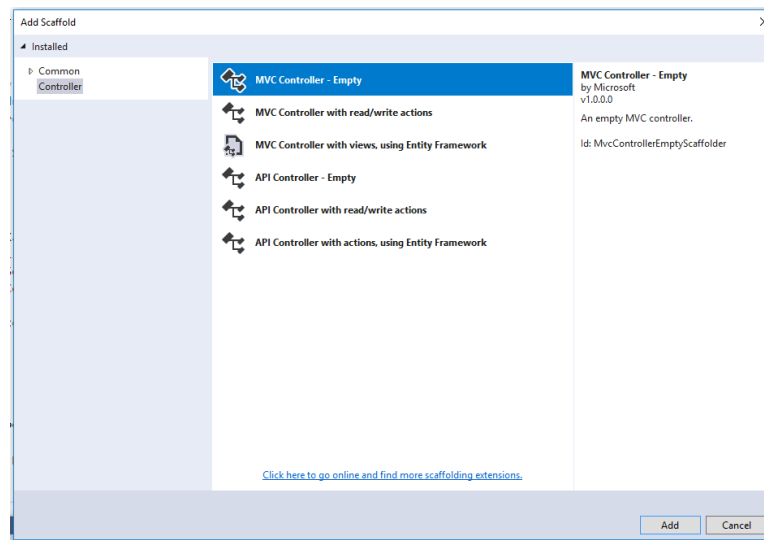 Add Scaffold
Installed
Common
Controller
MVC Controller - Empty
MVC Controller with read/write actions
MVC Controller with views, using Entity Framework
API Controller - Empty
API Controller with read/write actions
API Controller with actions, using Entity Framework
Click here to go online and find more scaffolding extensions.
MVC Controller - Empty
by Microsoft
v1.0.0.0
An empty MVC controller.
Id: MvcControllerEmptyScaffolder
Add
Cancel